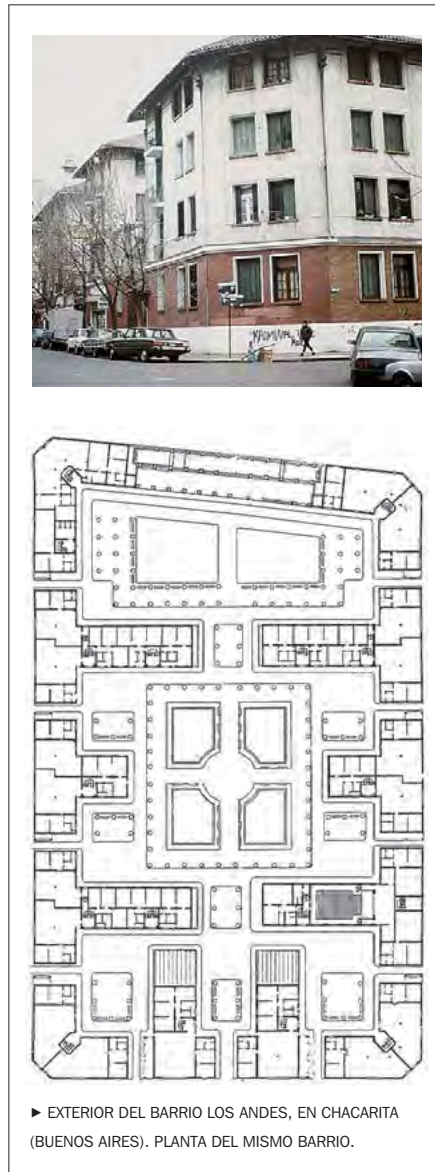 ► EXTERIOR DEL BARRIO LOS ANDES, EN CHACARITA
(BUENOS AIRES). PLANTA DEL MISMO BARRIO.